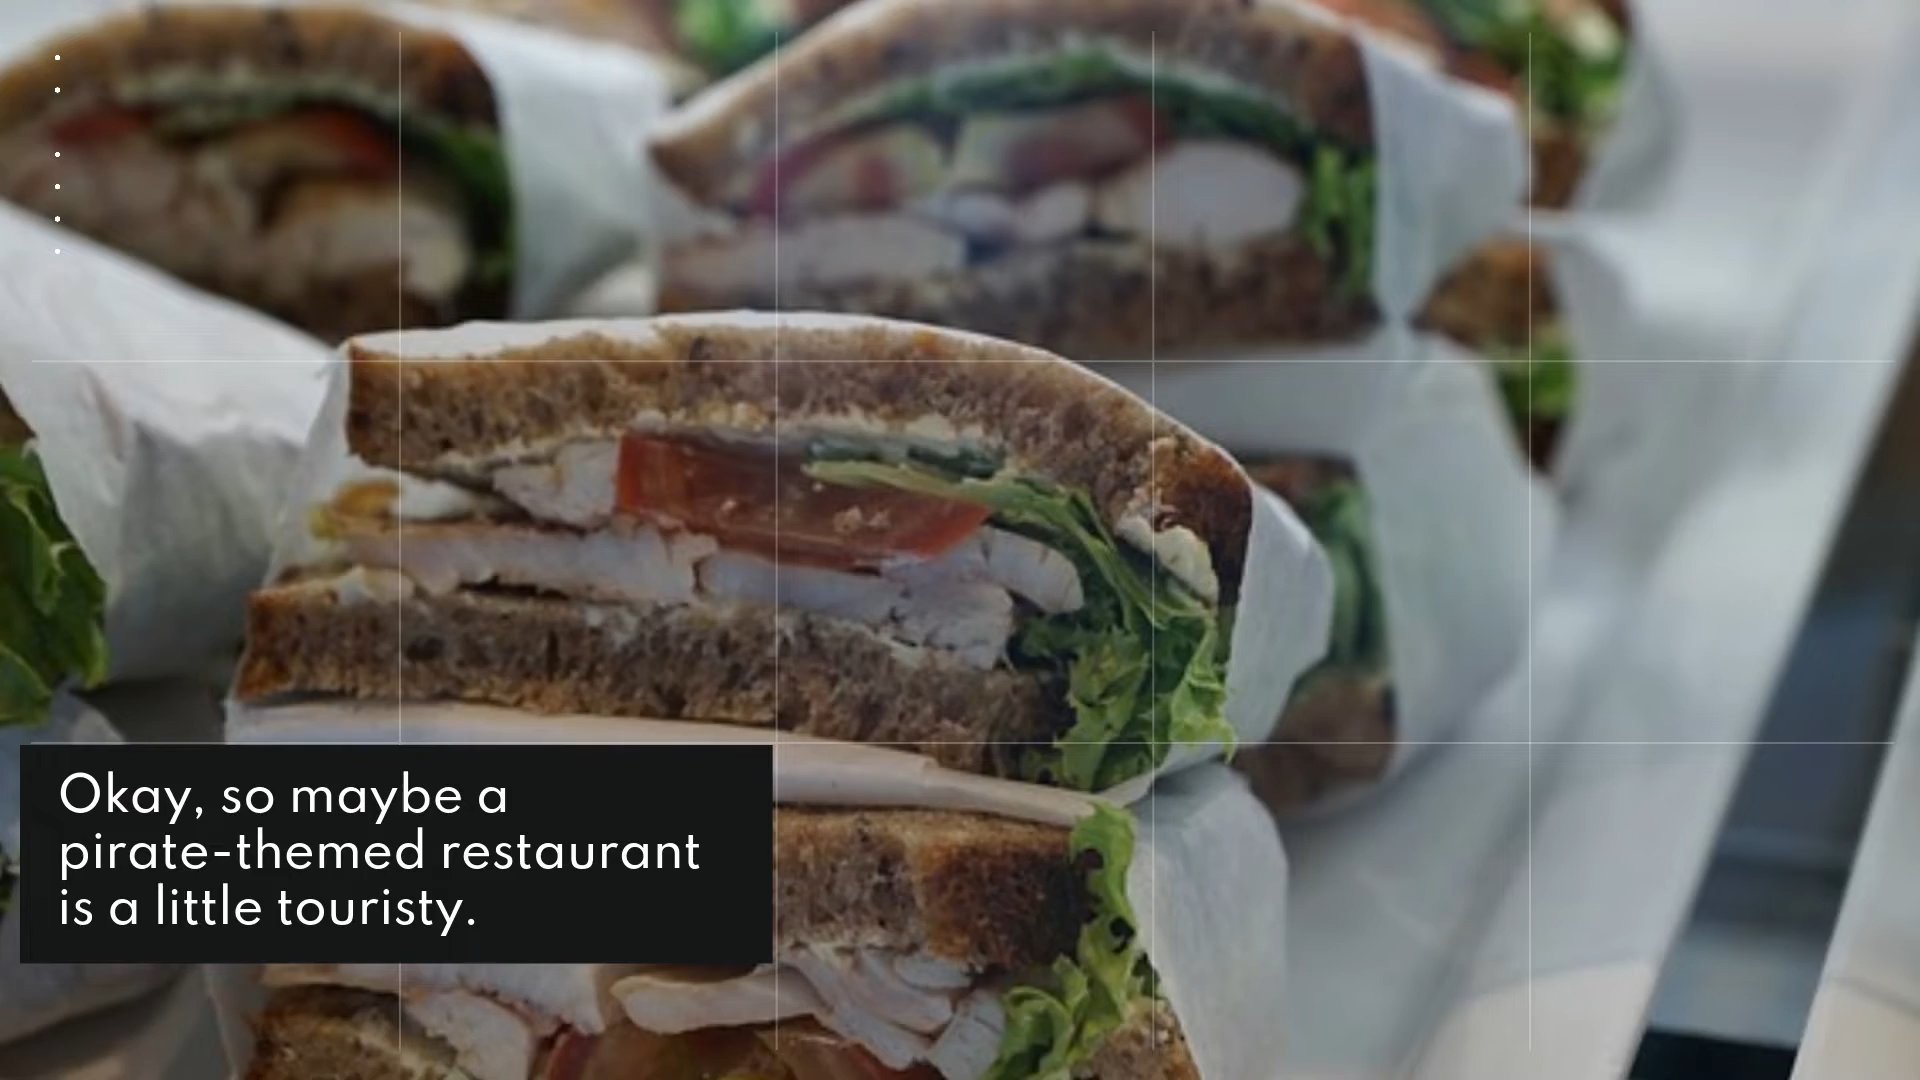 Okay, so maybe a
pirate-themed restaurant
is a little touristy.